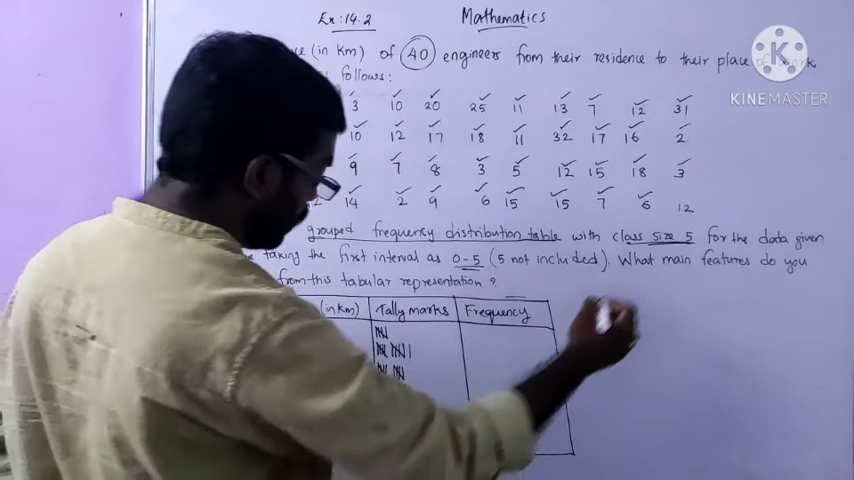 Ex:14.2 Mathematics
(in Km) of 40 engineers from their residence to their place of work
follows:
3 10 20 25 11 13 7 12 31
10 12 17 18 11 32 17 16 2
9 7 8 3 5 12 15 18 3
2 14 2 9 6 15 15 7 6 12
grouped frequency distribution table with class size 5 for the data given
taking the first interval as 0-5 (5 not included). What main features do you
from this tabular representation?
(in Km) Tally marks Frequency
K
KINEMASTER